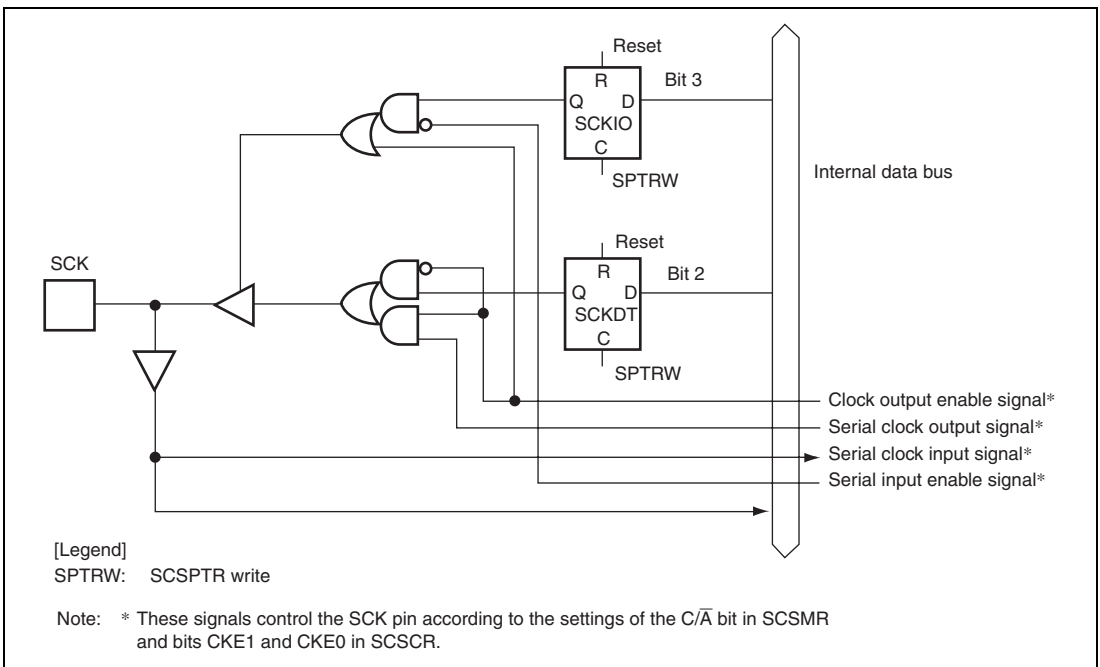 Reset
R
Bit 3
Q D
SCKIO
C
SPTRW
Internal data bus
Reset
SCK
R
Bit 2
Q D
SCKDT
C
SPTRW
Clock output enable signal*
Serial clock output signal*
Serial clock input signal*
Serial input enable signal*
[Legend]
SPTRW: SCSPTR write
Note: * These signals control the SCK pin according to the settings of the C/A̅ bit in SCSMR
and bits CKE1 and CKE0 in SCSCR.